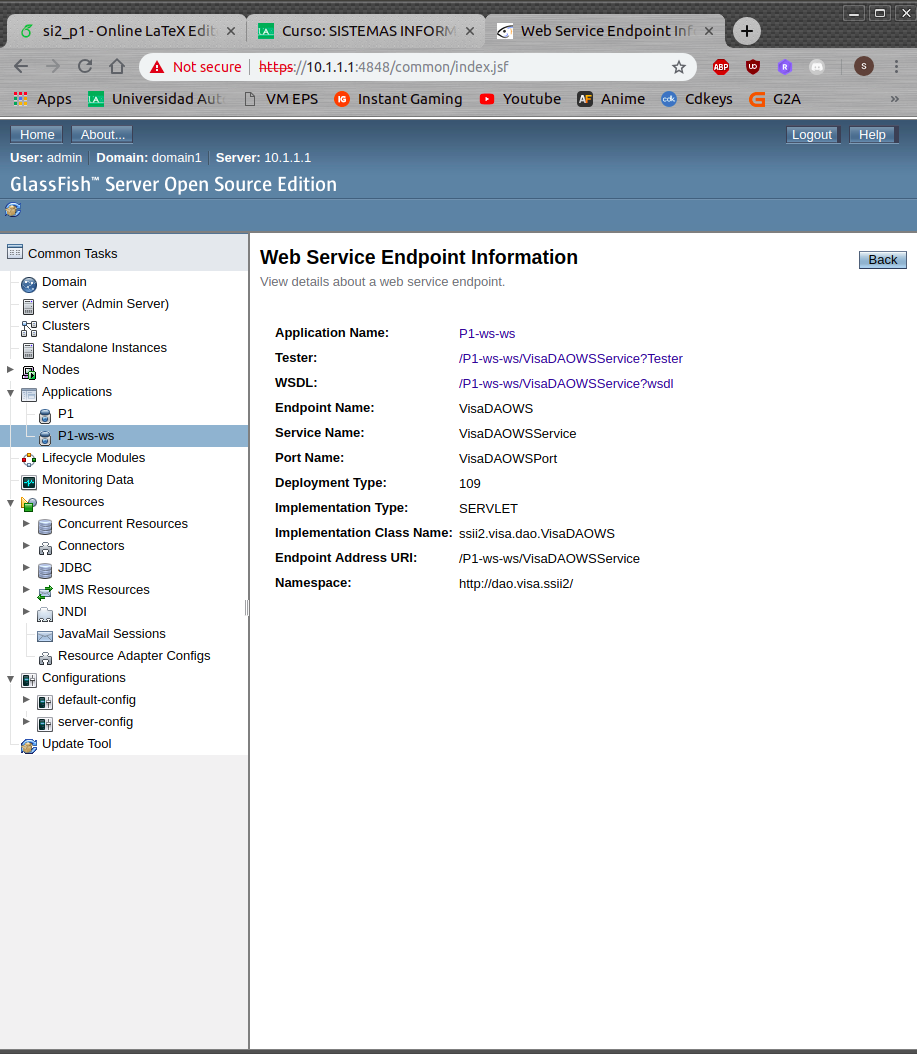 si2_p1 - Online LaTeX Edit
Curso: SISTEMAS INFORM
Web Service Endpoint Inf
Not secure
https://10.1.1.1:4848/common/index.jsf
ABP
UD
R
S
Apps
Universidad Aut
VM EPS
IG Instant Gaming
Youtube
AF Anime
cdk Cdkeys
G2A
»
Home
About...
Logout
Help
User: admin
Domain: domain1
Server: 10.1.1.1
GlassFish™ Server Open Source Edition
Common Tasks
Domain
server (Admin Server)
Clusters
Standalone Instances
Nodes
Applications
P1
P1-ws-ws
Lifecycle Modules
Monitoring Data
Resources
Concurrent Resources
Connectors
JDBC
JMS Resources
JNDI
JavaMail Sessions
Resource Adapter Configs
Configurations
default-config
server-config
Update Tool
Web Service Endpoint Information
Back
View details about a web service endpoint.
Application Name: P1-ws-ws
Tester: /P1-ws-ws/VisaDAOWSService?Tester
WSDL: /P1-ws-ws/VisaDAOWSService?wsdl
Endpoint Name: VisaDAOWS
Service Name: VisaDAOWSService
Port Name: VisaDAOWSPort
Deployment Type: 109
Implementation Type: SERVLET
Implementation Class Name: ssii2.visa.dao.VisaDAOWS
Endpoint Address URI: /P1-ws-ws/VisaDAOWSService
Namespace: http://dao.visa.ssii2/